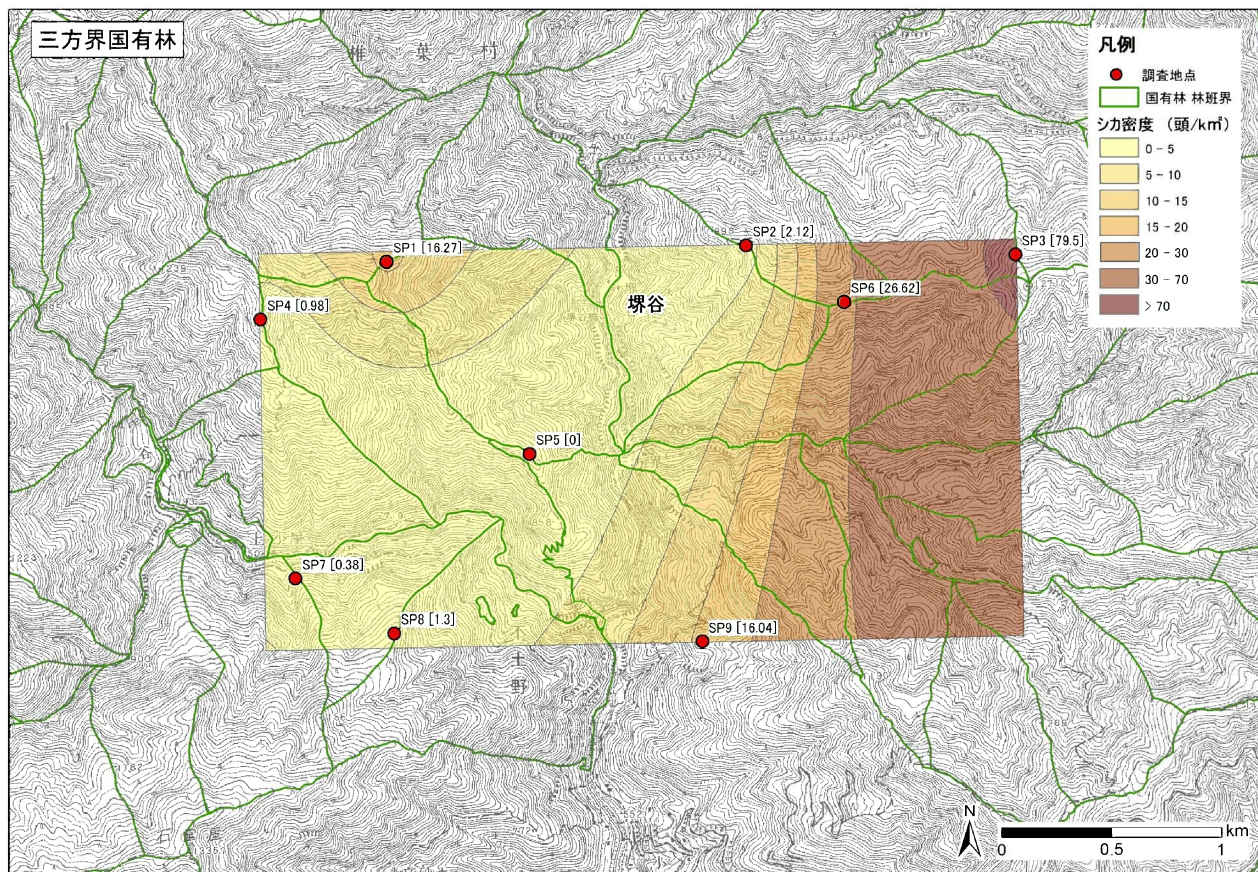 三方界国有林
椎葉村
凡例
調査地点
国有林 林班界
シカ密度 (頭/k㎡)
0 - 5
5 - 10
10 - 15
15 - 20
20 - 30
30 - 70
> 70
SP1 [16.27]
SP2 [2.12]
SP3 [79.5]
SP4 [0.98]
SP6 [26.62]
堺谷
SP5 [0]
SP7 [0.38]
SP8 [1.3]
SP9 [16.04]
N
0 0.5 1 km